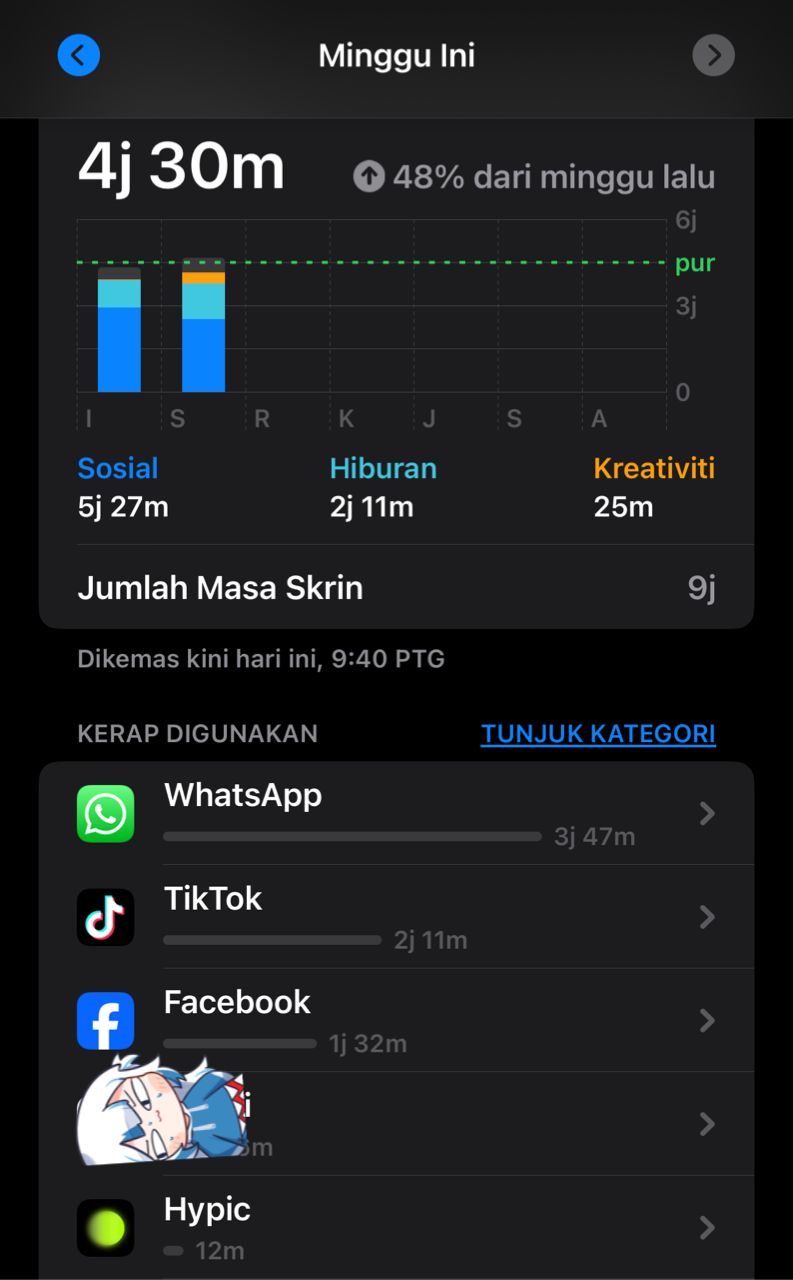 Minggu Ini
4j 30m
48% dari minggu lalu
6j
pur
3j
0
I S R K J S A
Sosial Hiburan Kreativiti
5j 27m 2j 11m 25m
Jumlah Masa Skrin 9j
Dikemas kini hari ini, 9:40 PTG
KERAP DIGUNAKAN TUNJUK KATEGORI
WhatsApp
3j 47m
TikTok
2j 11m
Facebook
1j 32m
Hypic
12m